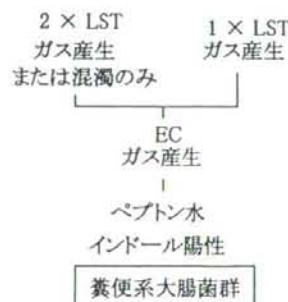 2 × LST
ガス産生
または混濁のみ
1 × LST
ガス産生
EC
ガス産生
ペプトン水
インドール陽性
糞便系大腸菌群